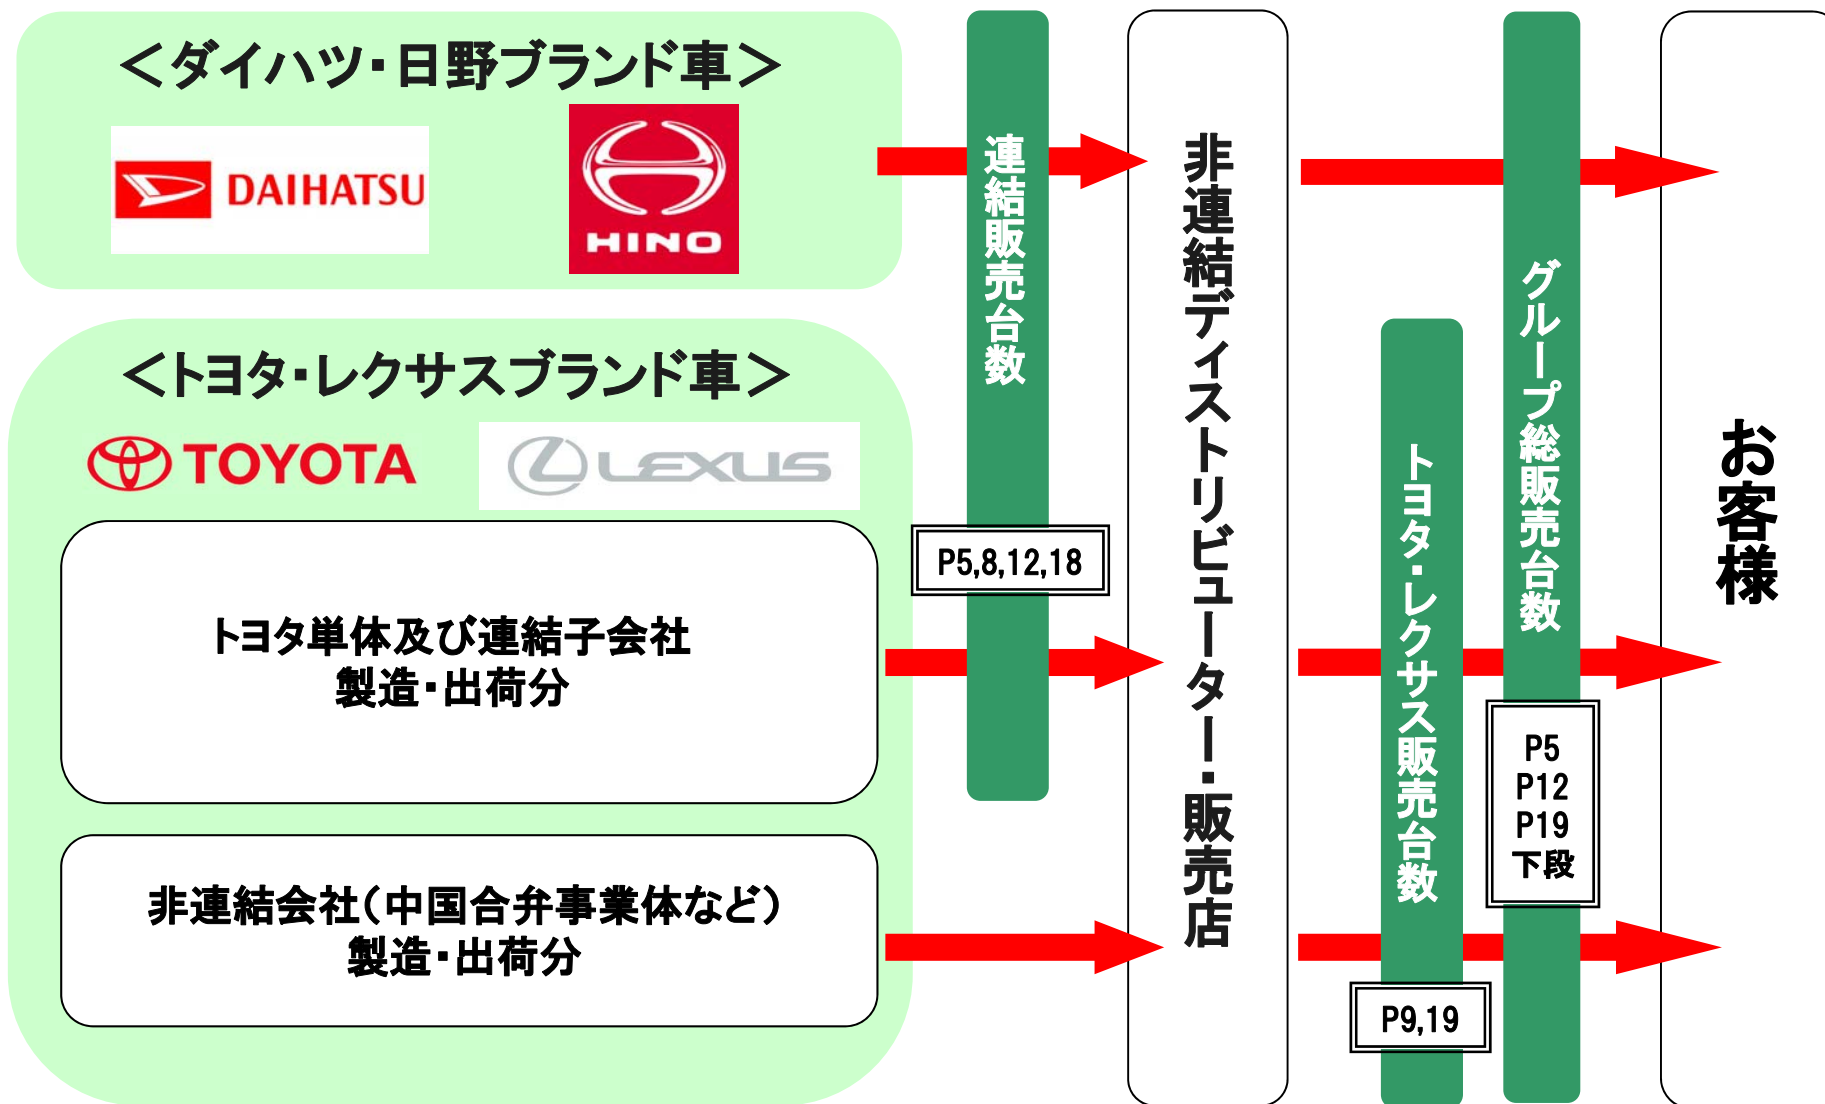 ＜ダイハツ・日野ブランド車＞
DAIHATSU
HINO
＜トヨタ・レクサスブランド車＞
TOYOTA
LEXUS
トヨタ単体及び連結子会社
製造・出荷分
非連結会社（中国合弁事業体など）
製造・出荷分
連結販売台数
P5,8,12,18
非連結ディストリビューター・販売店
トヨタ・レクサス販売台数
P9,19
グループ総販売台数
P5
P12
P19
下段
お客様